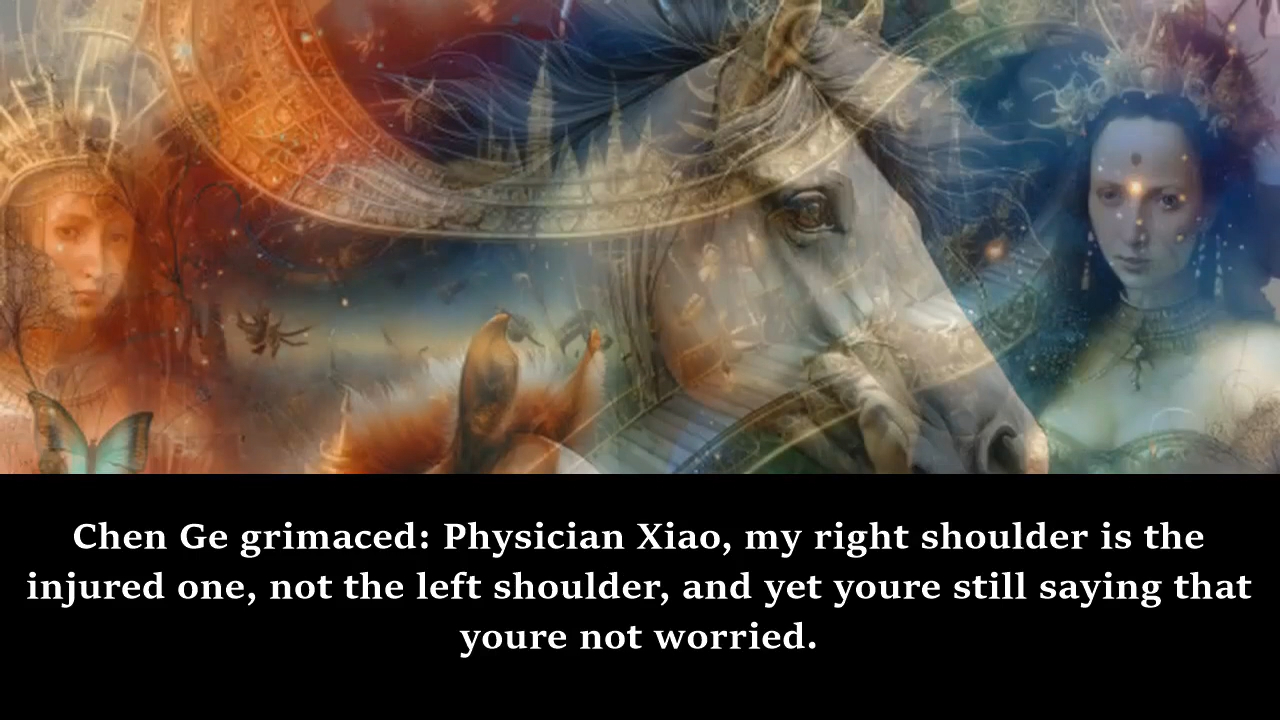 Chen Ge grimaced: Physician Xiao, my right shoulder is the
injured one, not the left shoulder, and yet youre still saying that
youre not worried.